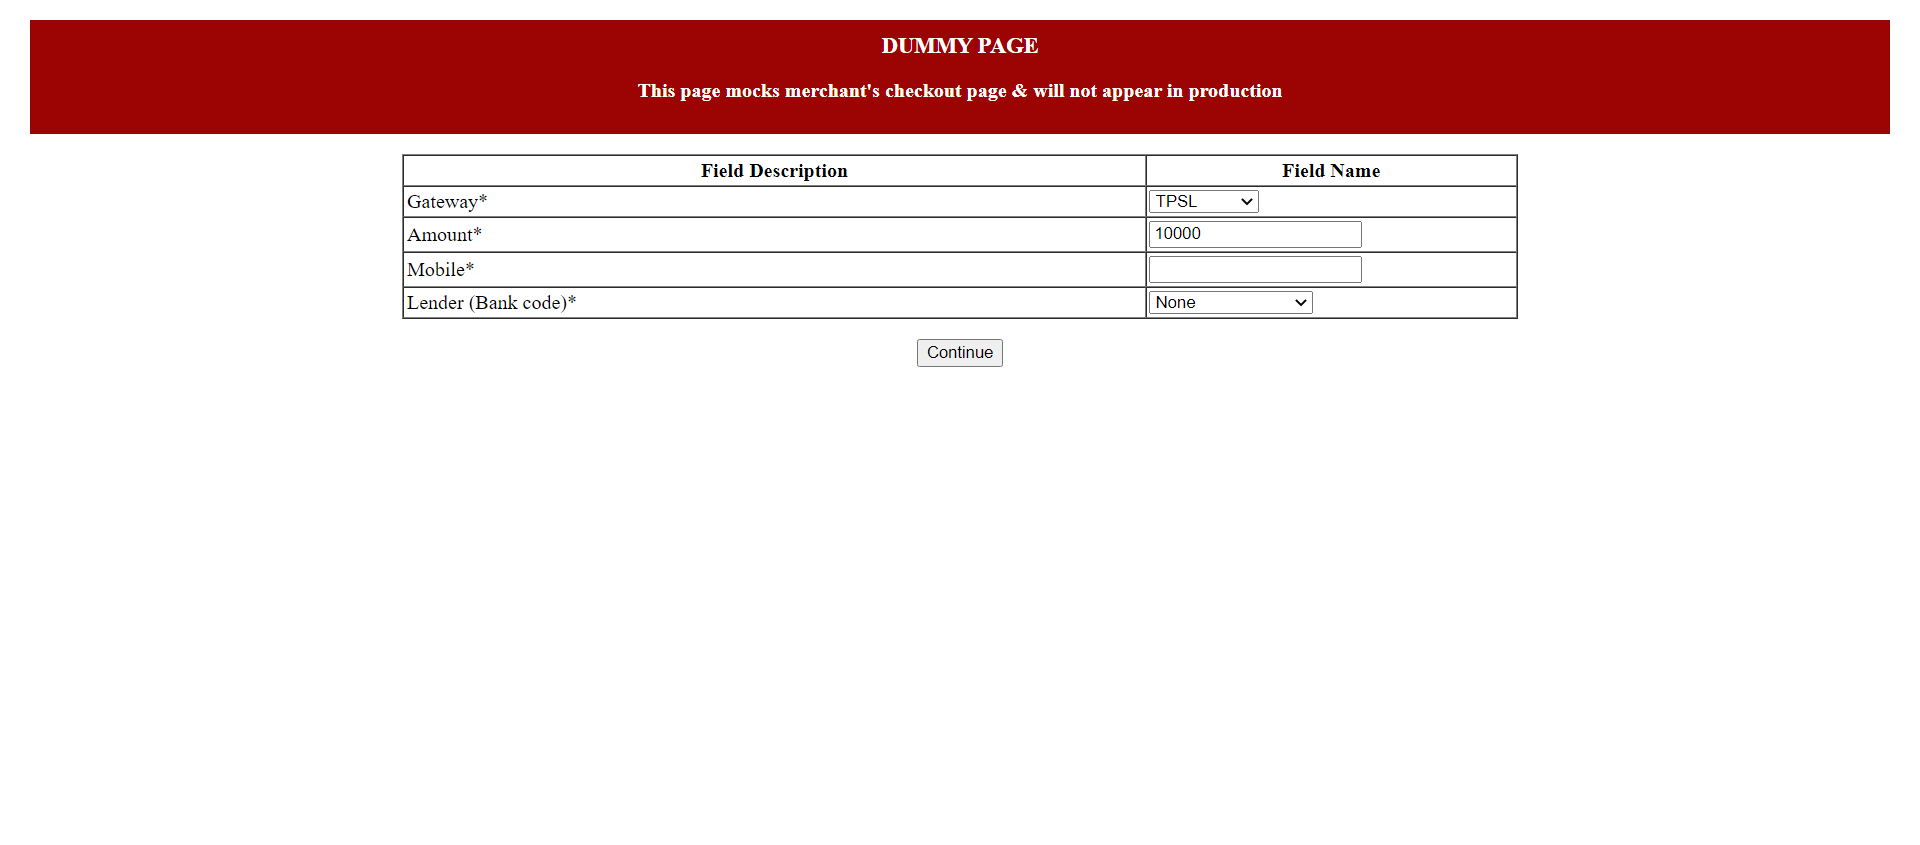 DUMMY PAGE
This page mocks merchant's checkout page & will not appear in production
Field Description Field Name
Gateway* TPSL
Amount* 10000
Mobile*
Lender (Bank code)* None
Continue